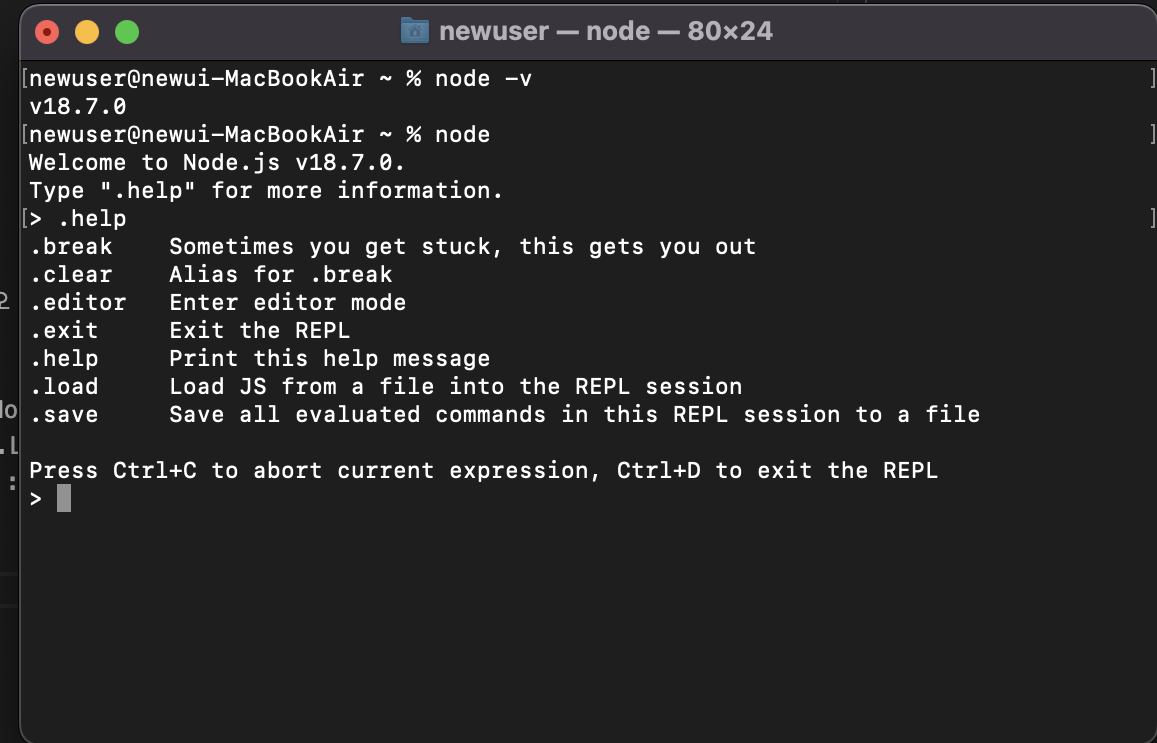 newuser — node — 80×24
[newuser@newui-MacBookAir ~ % node -v ]
v18.7.0
[newuser@newui-MacBookAir ~ % node ]
Welcome to Node.js v18.7.0.
Type ".help" for more information.
[> .help ]
.break    Sometimes you get stuck, this gets you out
.clear    Alias for .break
.editor   Enter editor mode
.exit     Exit the REPL
.help     Print this help message
.load     Load JS from a file into the REPL session
.save     Save all evaluated commands in this REPL session to a file
Press Ctrl+C to abort current expression, Ctrl+D to exit the REPL
>